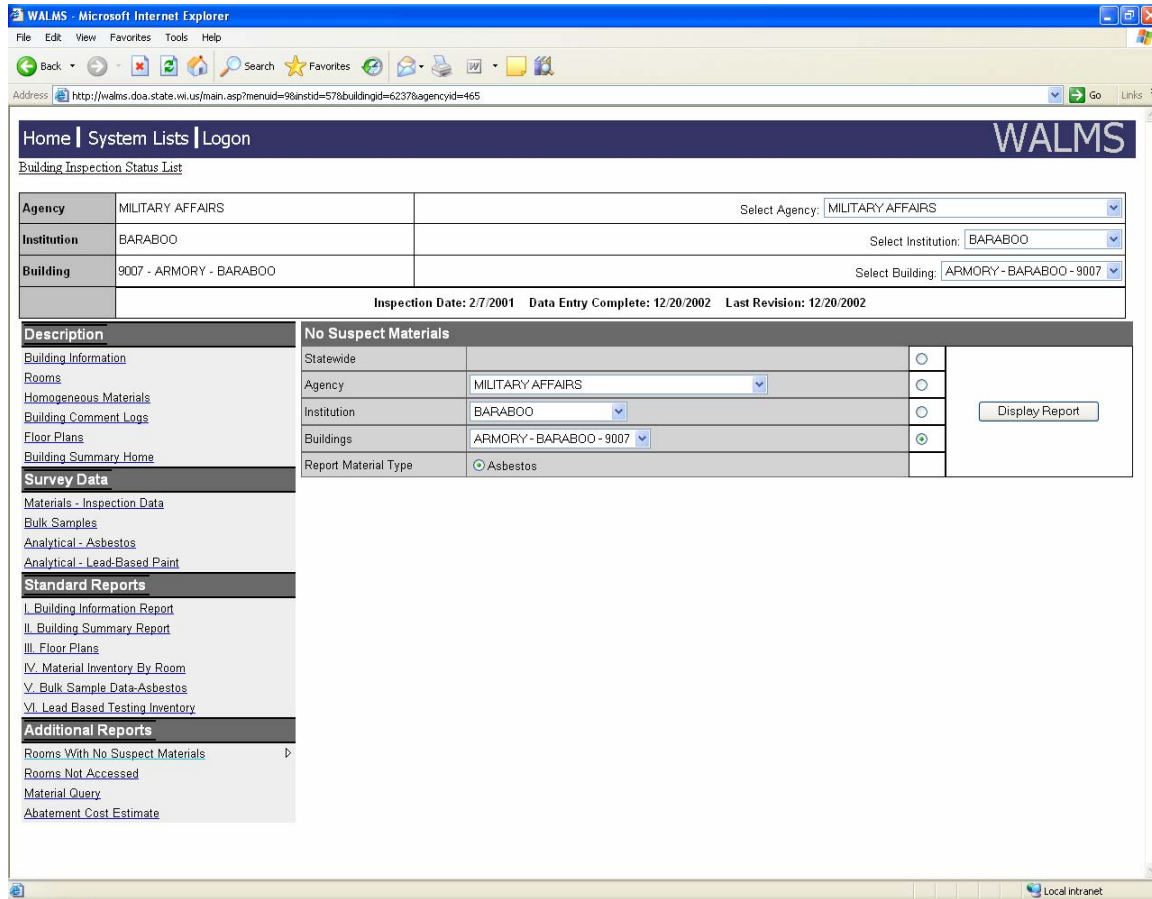 WALMS - Microsoft Internet Explorer
File Edit View Favorites Tools Help
Back Search Favorites
Address http://walms.doa.state.wi.us/main.asp?menuid=9&instid=57&buildingid=6237&agencyid=465 Go Links
Home | System Lists | Logon WALMS
Building Inspection Status List
Agency MILITARY AFFAIRS Select Agency: MILITARY AFFAIRS
Institution BARABOO Select Institution: BARABOO
Building 9007 - ARMORY - BARABOO Select Building: ARMORY - BARABOO - 9007
Inspection Date: 2/7/2001 Data Entry Complete: 12/20/2002 Last Revision: 12/20/2002
Description
Building Information
Rooms
Homogeneous Materials
Building Comment Logs
Floor Plans
Building Summary Home
Survey Data
Materials - Inspection Data
Bulk Samples
Analytical - Asbestos
Analytical - Lead-Based Paint
Standard Reports
I. Building Information Report
II. Building Summary Report
III. Floor Plans
IV. Material Inventory By Room
V. Bulk Sample Data-Asbestos
VI. Lead Based Testing Inventory
Additional Reports
Rooms With No Suspect Materials
Rooms Not Accessed
Material Query
Abatement Cost Estimate
No Suspect Materials
Statewide
Agency MILITARY AFFAIRS
Institution BARABOO
Buildings ARMORY - BARABOO - 9007
Report Material Type Asbestos
Display Report
Local intranet